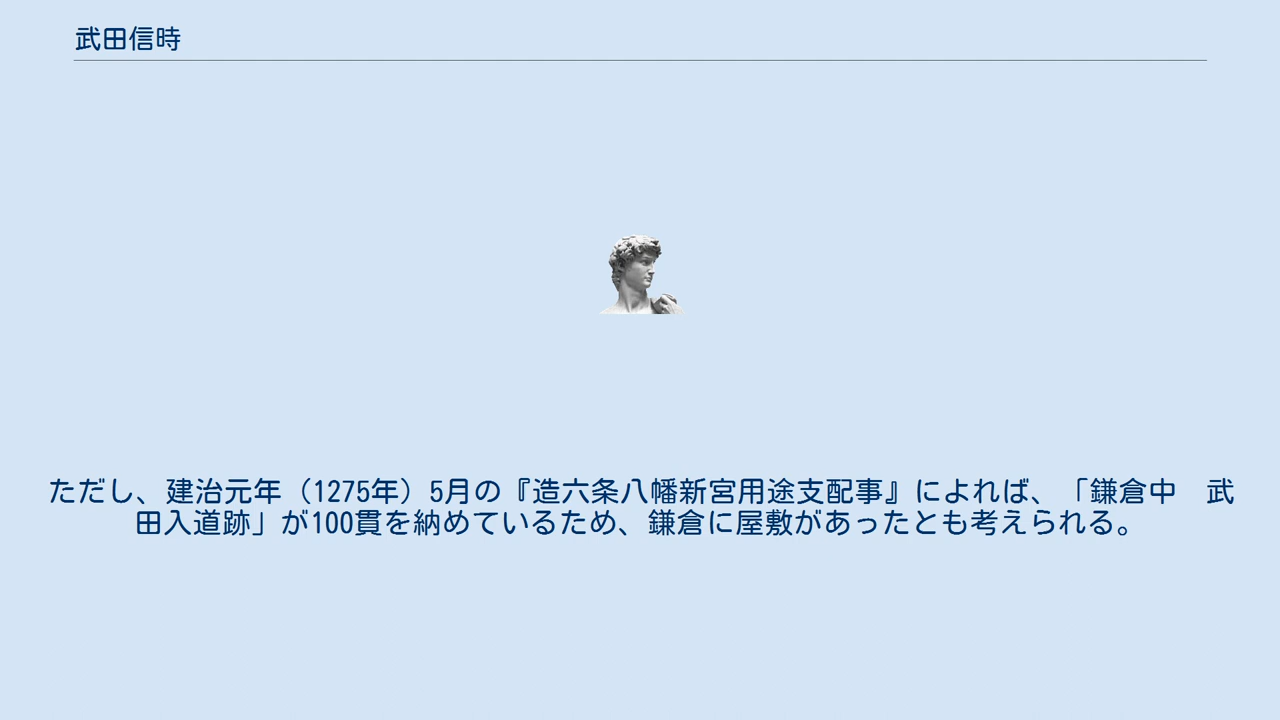 武田信時
ただし、建治元年（1275年）5月の『造六条八幡新宮用途支配事』によれば、「鎌倉中　武
田入道跡」が100貫を納めているため、鎌倉に屋敷があったとも考えられる。